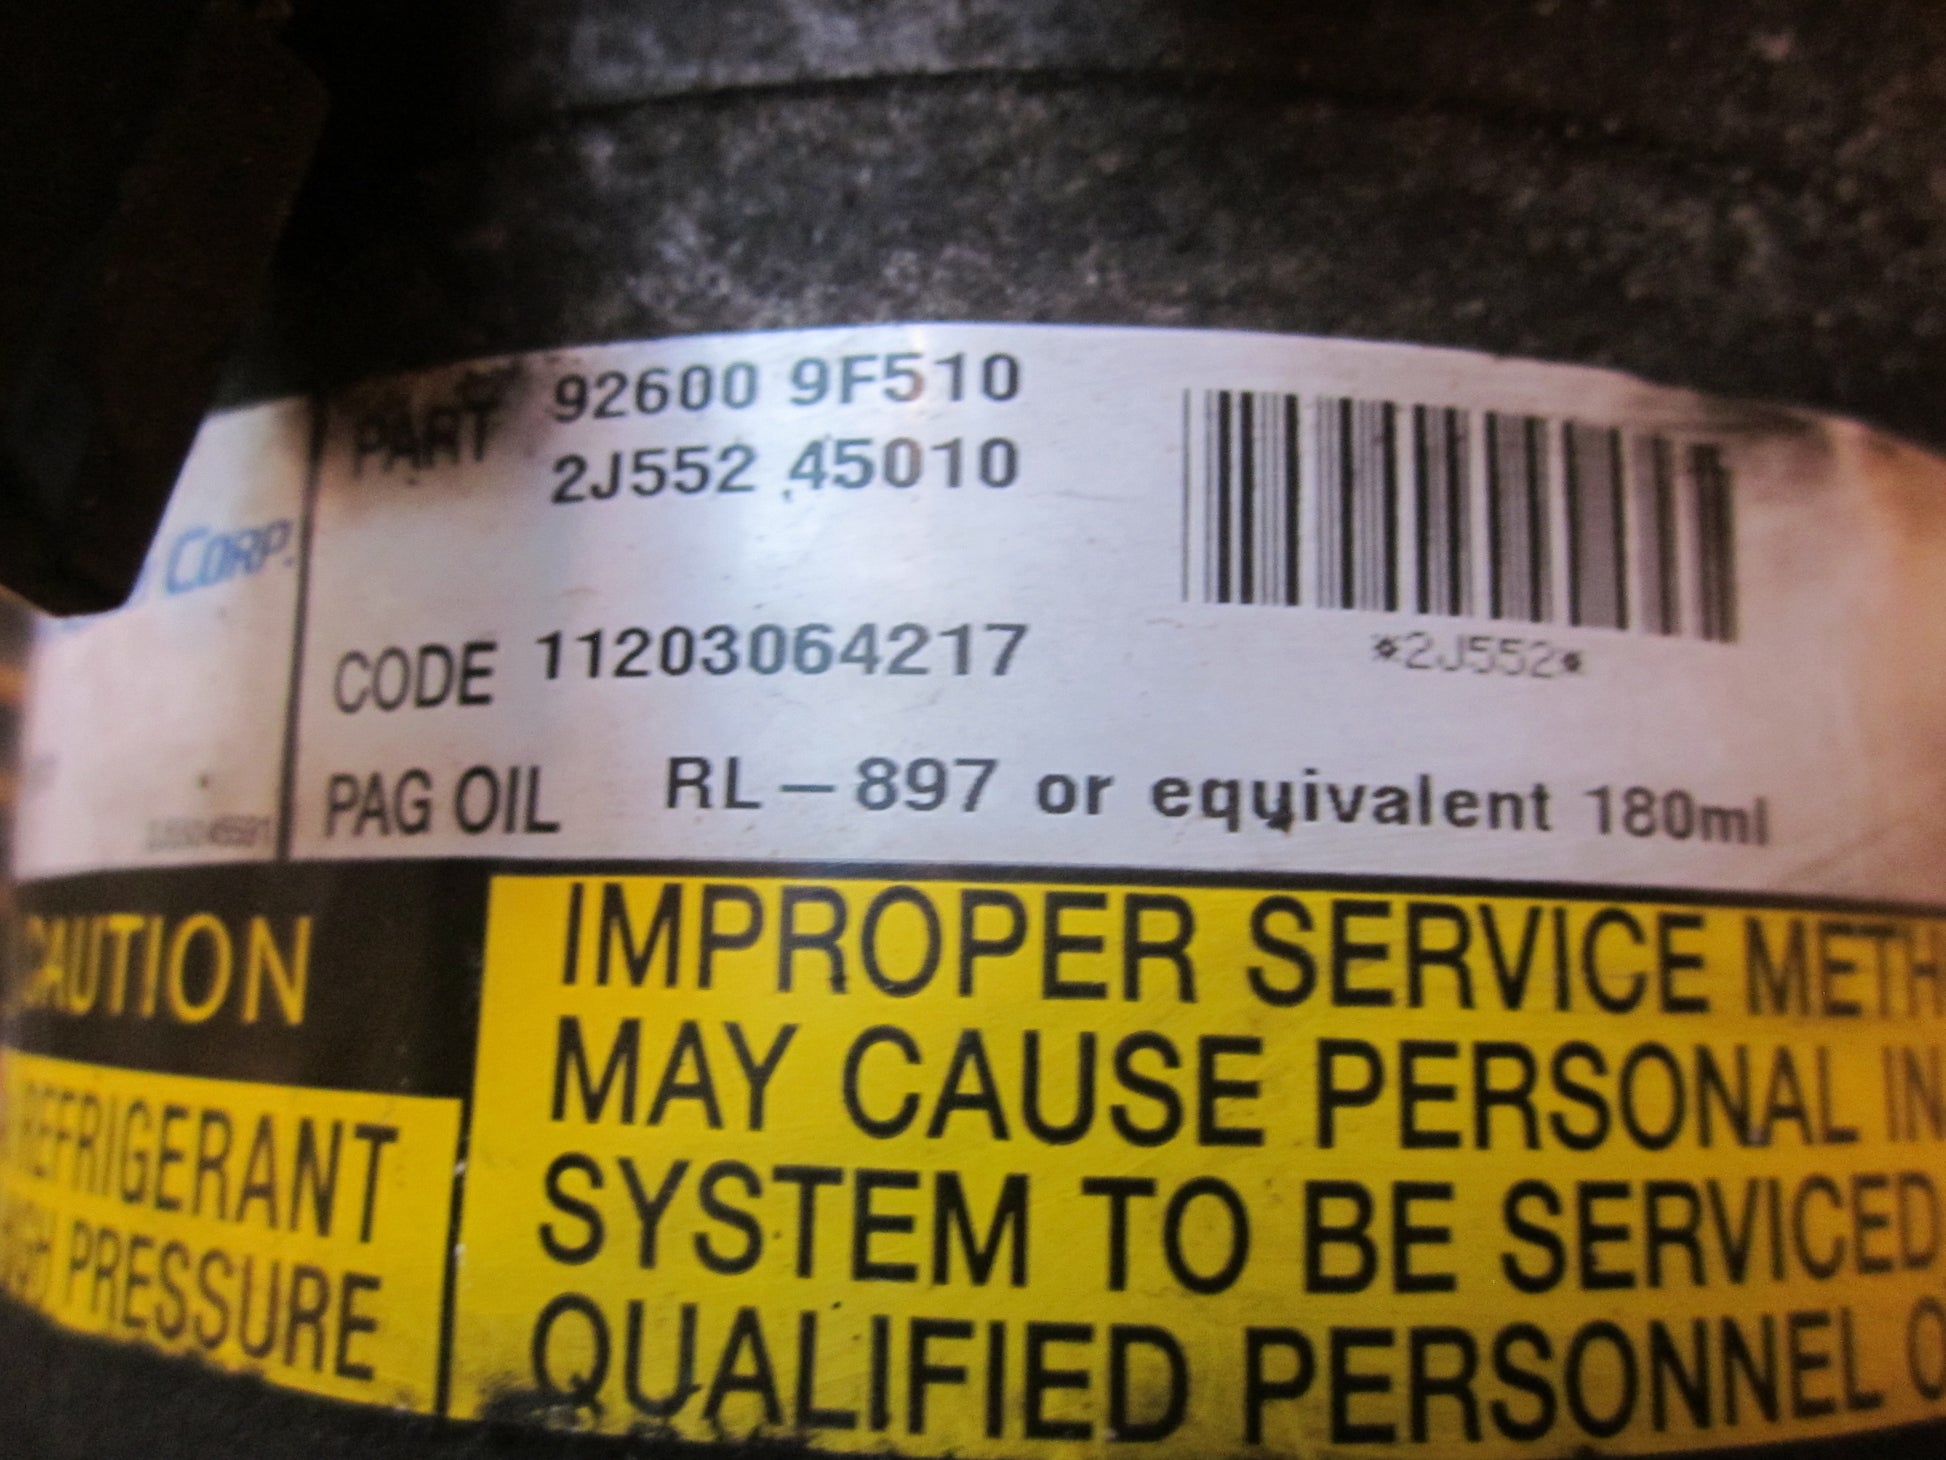 PART 92600 9F510
2J552 45010
CORP.
*2J552*
CODE 11203064217
PAG OIL RL-897 or equivalent 180ml
CAUTION
REFRIGERANT
HIGH PRESSURE
IMPROPER SERVICE METH
MAY CAUSE PERSONAL IN
SYSTEM TO BE SERVICED
QUALIFIED PERSONNEL O